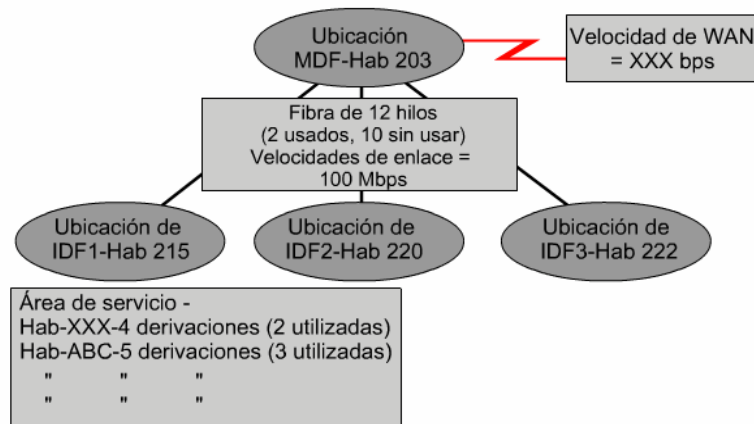 Ubicación
MDF-Hab 203
Velocidad de WAN
= XXX bps
Fibra de 12 hilos
(2 usados, 10 sin usar)
Velocidades de enlace =
100 Mbps
Ubicación de
IDF1-Hab 215
Ubicación de
IDF2-Hab 220
Ubicación de
IDF3-Hab 222
Área de servicio -
Hab-XXX-4 derivaciones (2 utilizadas)
Hab-ABC-5 derivaciones (3 utilizadas)
" " "
" " "